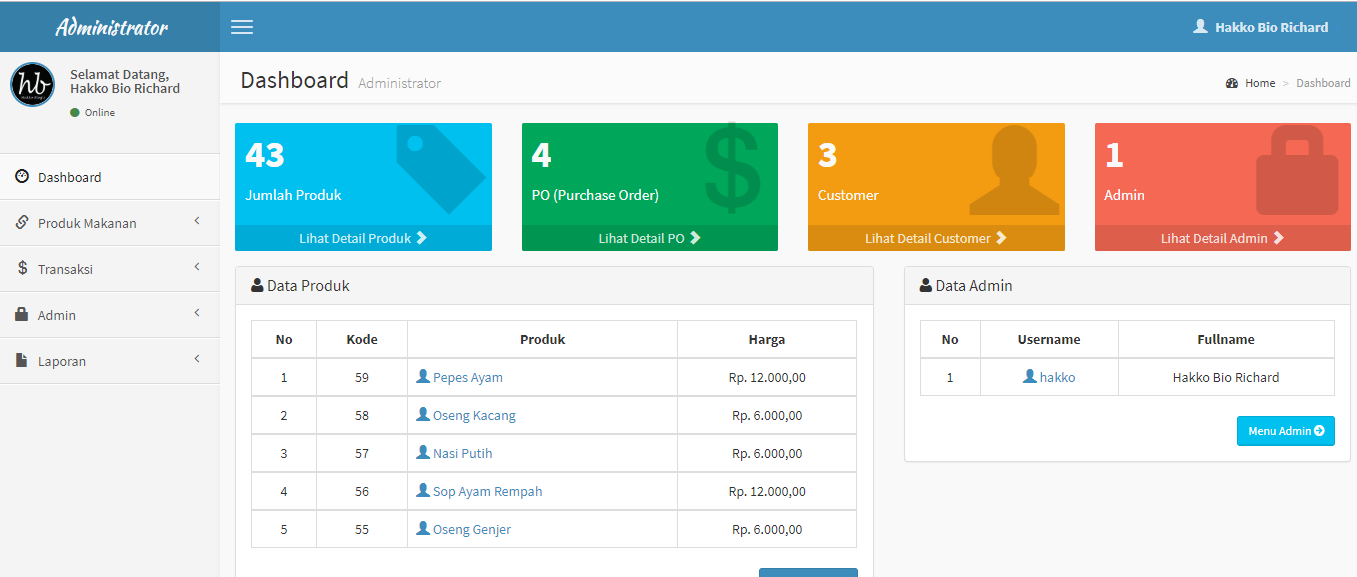 Administrator
Hakko Bio Richard
hb
Selamat Datang,
Hakko Bio Richard
Online
Dashboard Administrator
Home > Dashboard
Dashboard
Produk Makanan
Transaksi
Admin
Laporan
43
Jumlah Produk
Lihat Detail Produk
4
PO (Purchase Order)
Lihat Detail PO
3
Customer
Lihat Detail Customer
1
Admin
Lihat Detail Admin
Data Produk
No Kode Produk Harga
1 59 Pepes Ayam Rp. 12.000,00
2 58 Oseng Kacang Rp. 6.000,00
3 57 Nasi Putih Rp. 6.000,00
4 56 Sop Ayam Rempah Rp. 12.000,00
5 55 Oseng Genjer Rp. 6.000,00
Data Admin
No Username Fullname
1 hakko Hakko Bio Richard
Menu Admin